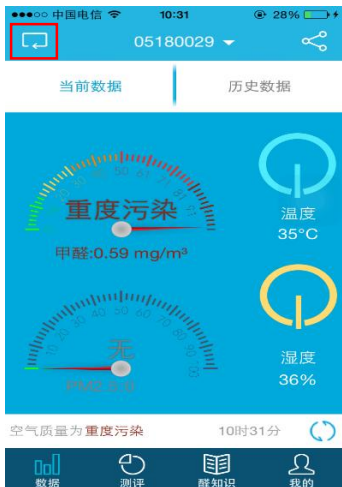 中国电信 10:31 28%
05180029
当前数据 历史数据
重度污染
甲醛:0.59 mg/m³
温度
35°C
无
湿度
36%
空气质量为重度污染 10时31分
数据 测评 醛知识 我的